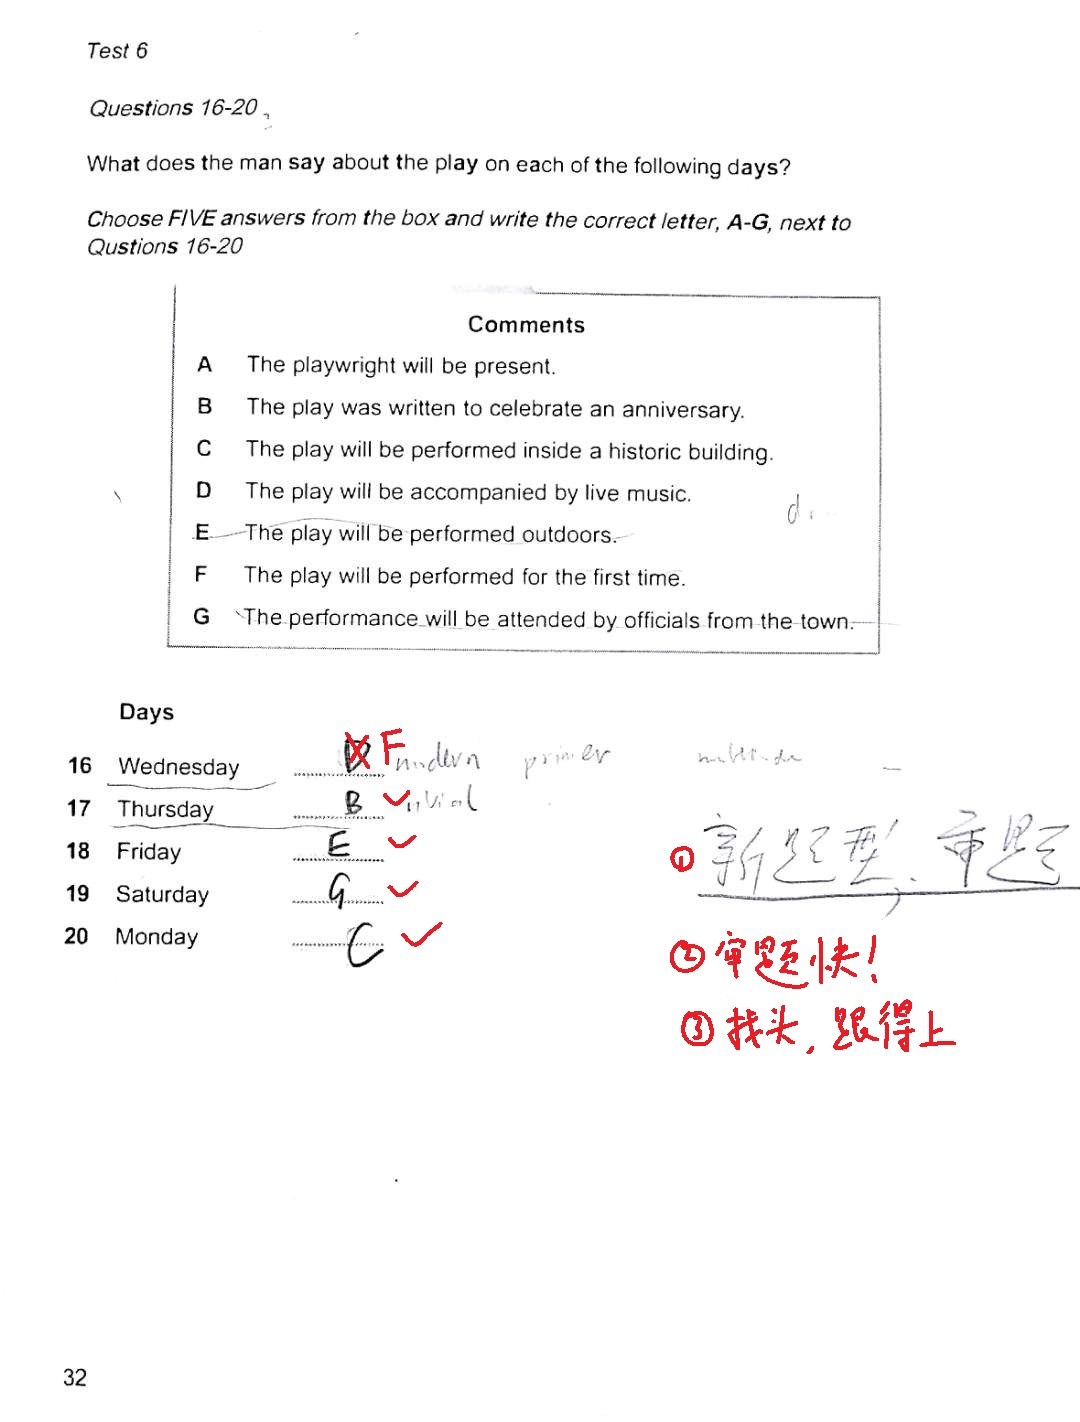 Test 6
Questions 16-20
What does the man say about the play on each of the following days?
Choose FIVE answers from the box and write the correct letter, A-G, next to
Qustions 16-20
Comments
A The playwright will be present.
B The play was written to celebrate an anniversary.
C The play will be performed inside a historic building.
D The play will be accompanied by live music.
d
E The play will be performed outdoors.
F The play will be performed for the first time.
G The performance will be attended by officials from the town.
Days
16 Wednesday D F modern
17 Thursday B
18 Friday E
19 Saturday G
20 Monday C
① 新题型, 审题
② 审题快!
③ 找头, 跟得上
32